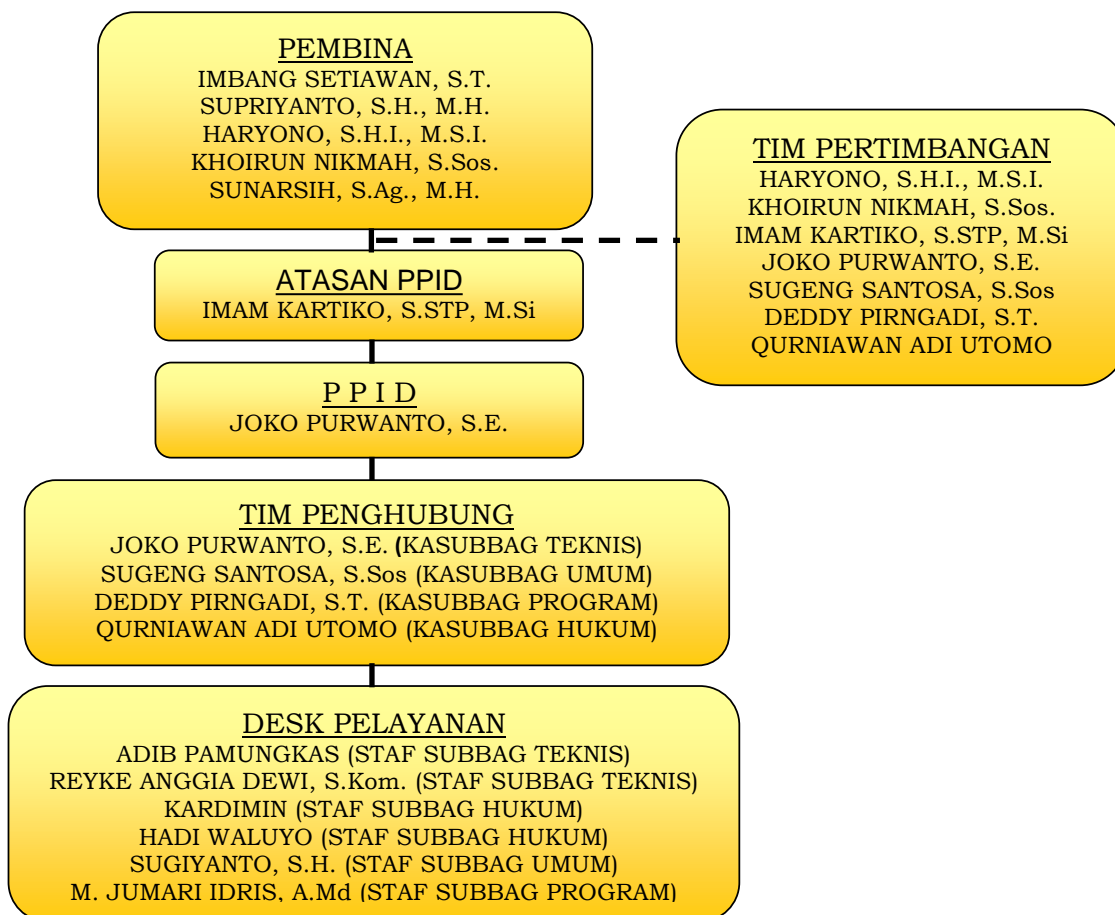 PEMBINA
IMBANG SETIAWAN, S.T.
SUPRIYANTO, S.H., M.H.
HARYONO, S.H.I., M.S.I.
KHOIRUN NIKMAH, S.Sos.
SUNARSIH, S.Ag., M.H.
TIM PERTIMBANGAN
HARYONO, S.H.I., M.S.I.
KHOIRUN NIKMAH, S.Sos.
IMAM KARTIKO, S.STP, M.Si
JOKO PURWANTO, S.E.
SUGENG SANTOSA, S.Sos
DEDDY PIRNGADI, S.T.
QURNIAWAN ADI UTOMO
ATASAN PPID
IMAM KARTIKO, S.STP, M.Si
P P I D
JOKO PURWANTO, S.E.
TIM PENGHUBUNG
JOKO PURWANTO, S.E. (KASUBBAG TEKNIS)
SUGENG SANTOSA, S.Sos (KASUBBAG UMUM)
DEDDY PIRNGADI, S.T. (KASUBBAG PROGRAM)
QURNIAWAN ADI UTOMO (KASUBBAG HUKUM)
DESK PELAYANAN
ADIB PAMUNGKAS (STAF SUBBAG TEKNIS)
REYKE ANGGIA DEWI, S.Kom. (STAF SUBBAG TEKNIS)
KARDIMIN (STAF SUBBAG HUKUM)
HADI WALUYO (STAF SUBBAG HUKUM)
SUGIYANTO, S.H. (STAF SUBBAG UMUM)
M. JUMARI IDRIS, A.Md (STAF SUBBAG PROGRAM)